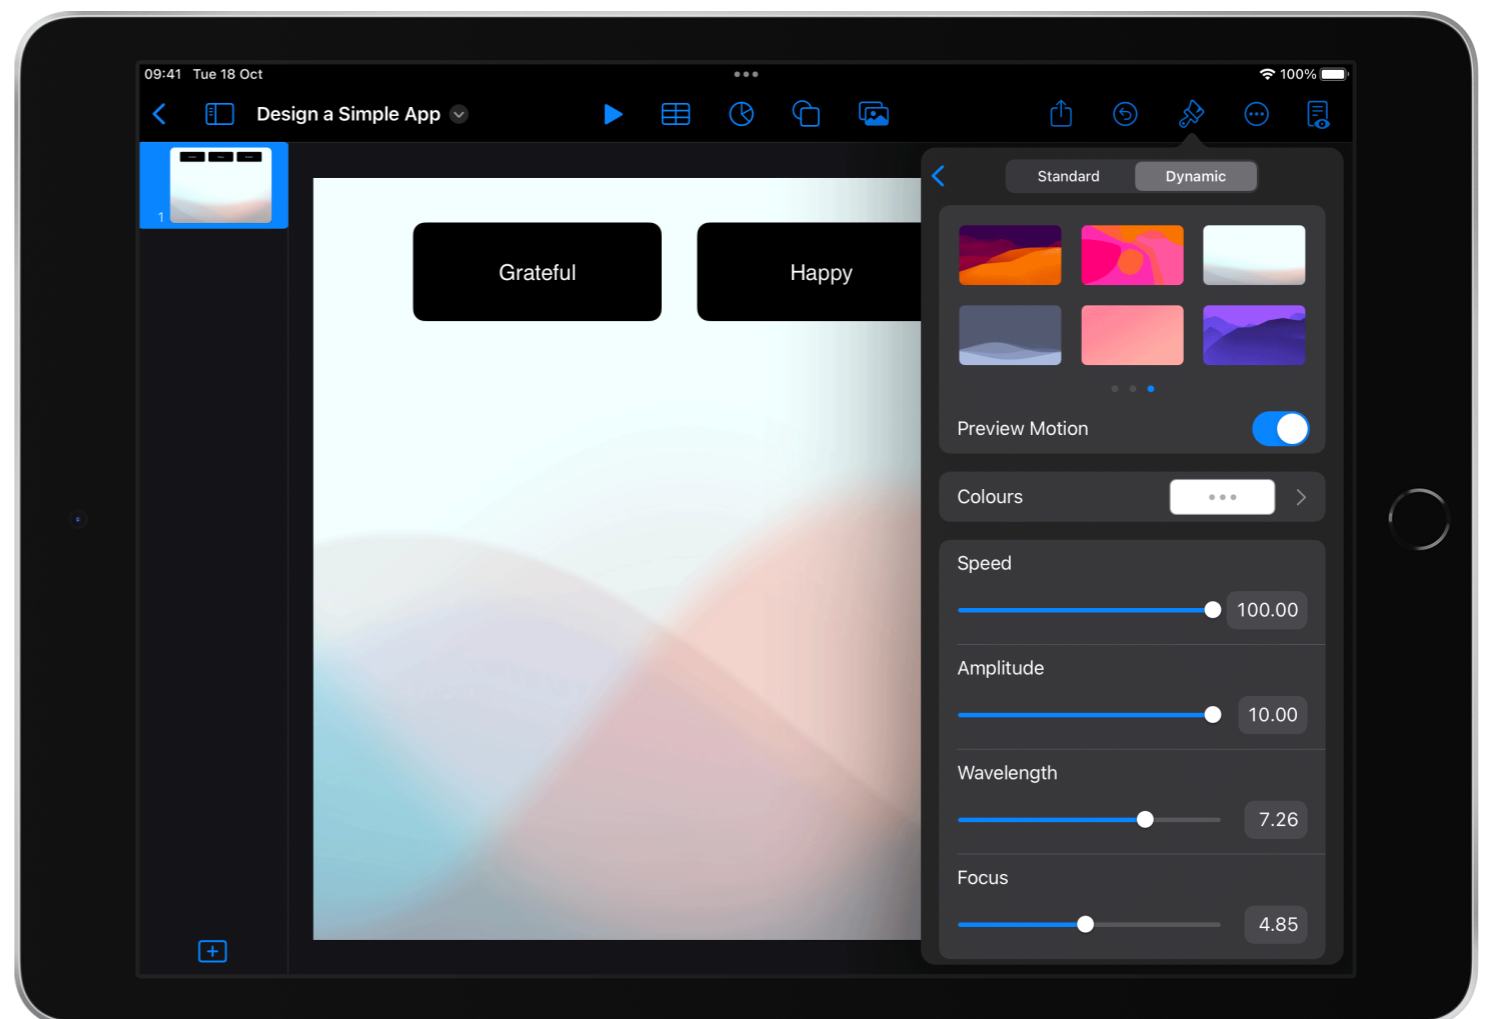 09:41 Tue 18 Oct
100%
Design a Simple App
1
Grateful
Happy
Standard
Dynamic
Preview Motion
Colours
Speed
100.00
Amplitude
10.00
Wavelength
7.26
Focus
4.85